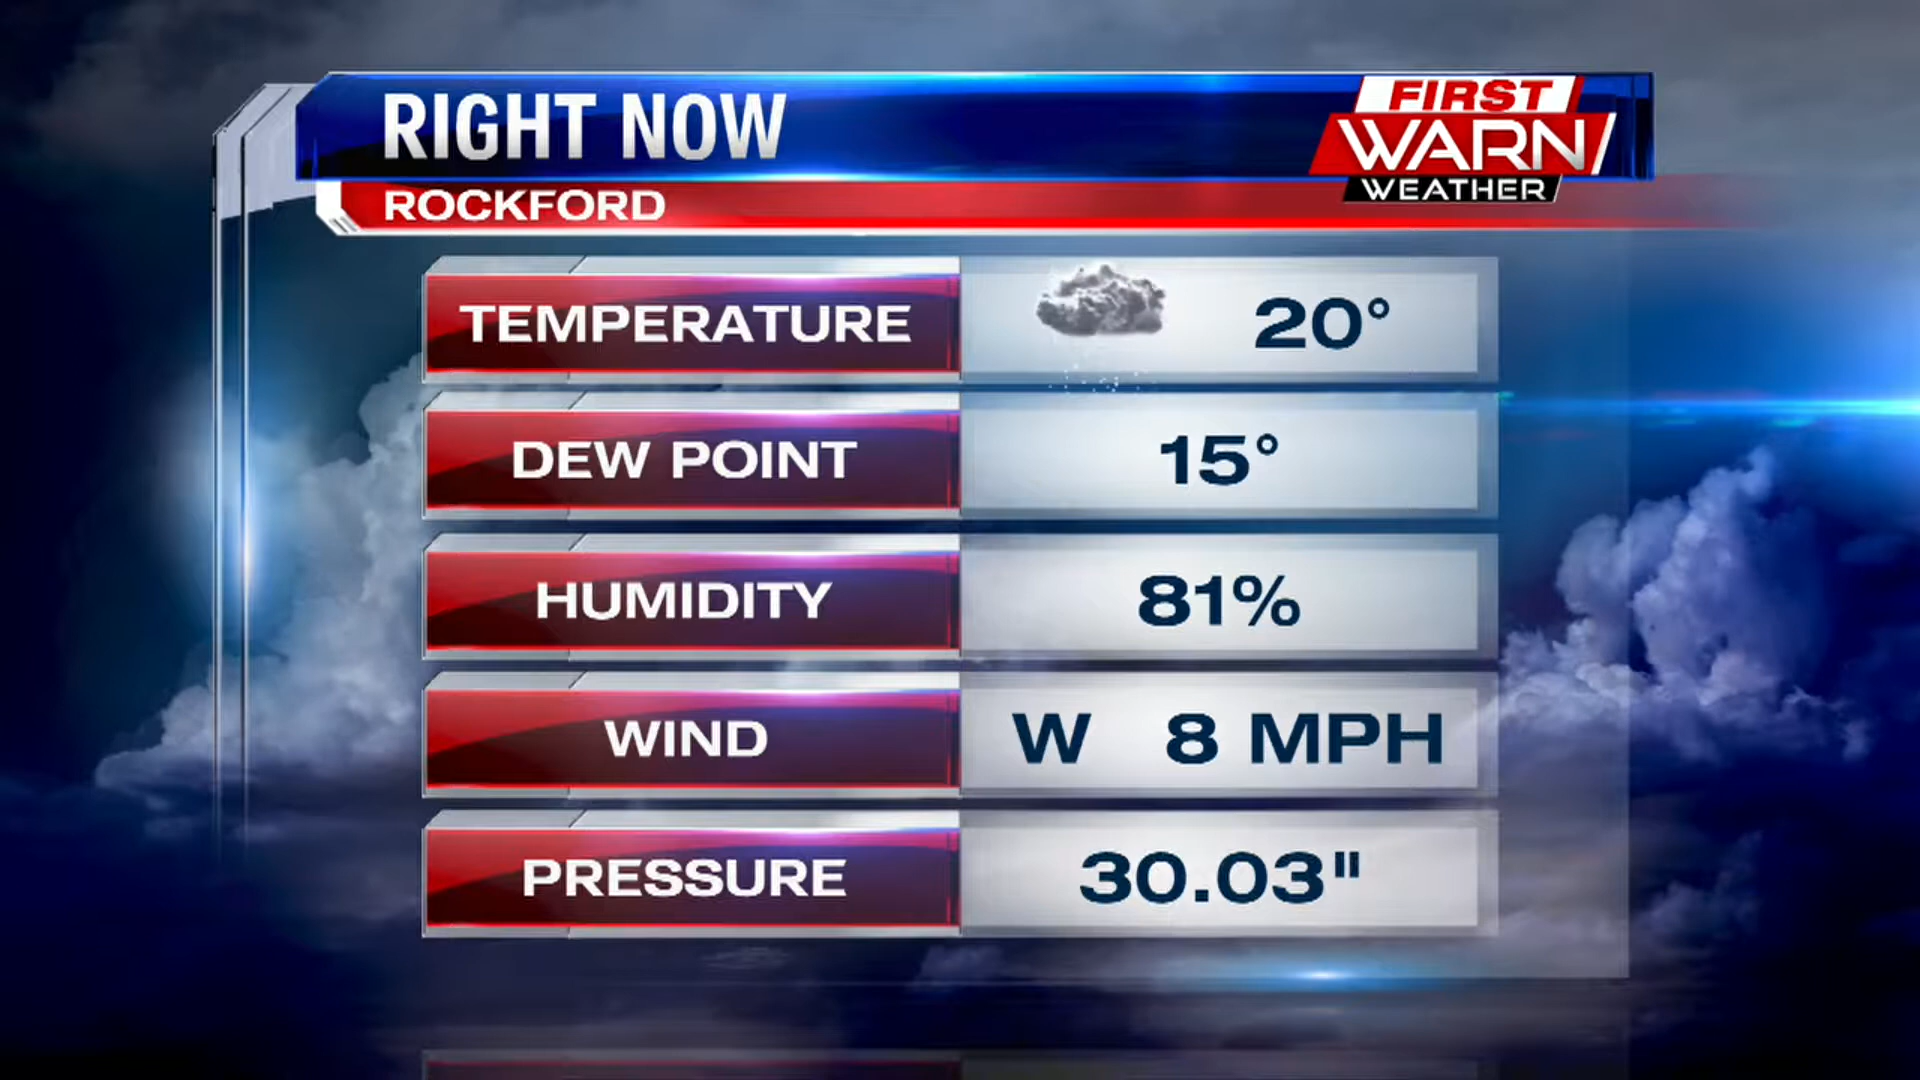 RIGHT NOW
FIRST
WARN
WEATHER
ROCKFORD
TEMPERATURE 20°
DEW POINT 15°
HUMIDITY 81%
WIND W 8 MPH
PRESSURE 30.03"